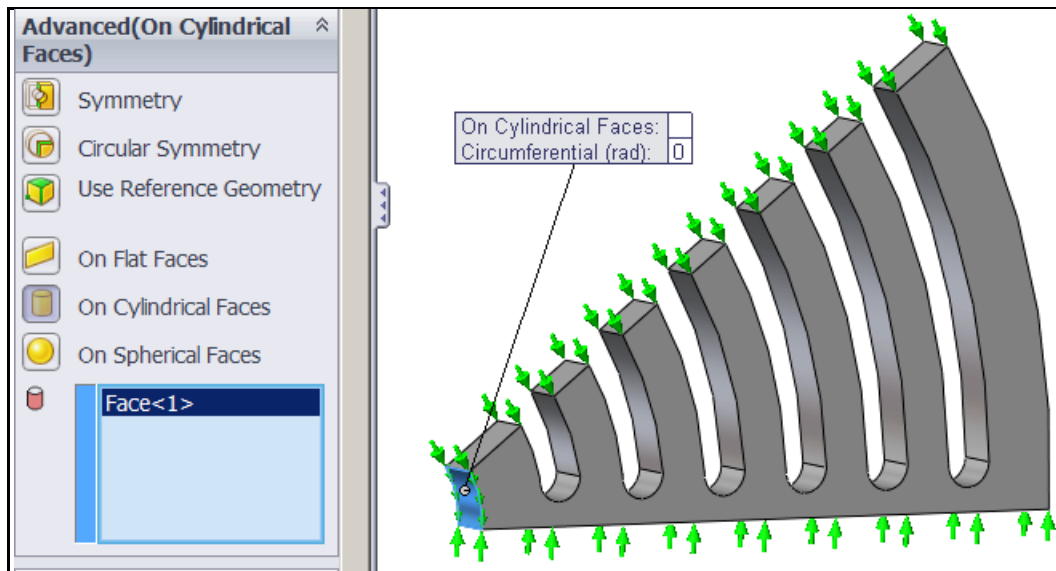 Advanced(On Cylindrical
Faces)
Symmetry
Circular Symmetry
Use Reference Geometry
On Flat Faces
On Cylindrical Faces
On Spherical Faces
Face<1>
On Cylindrical Faces:
Circumferential (rad): 0